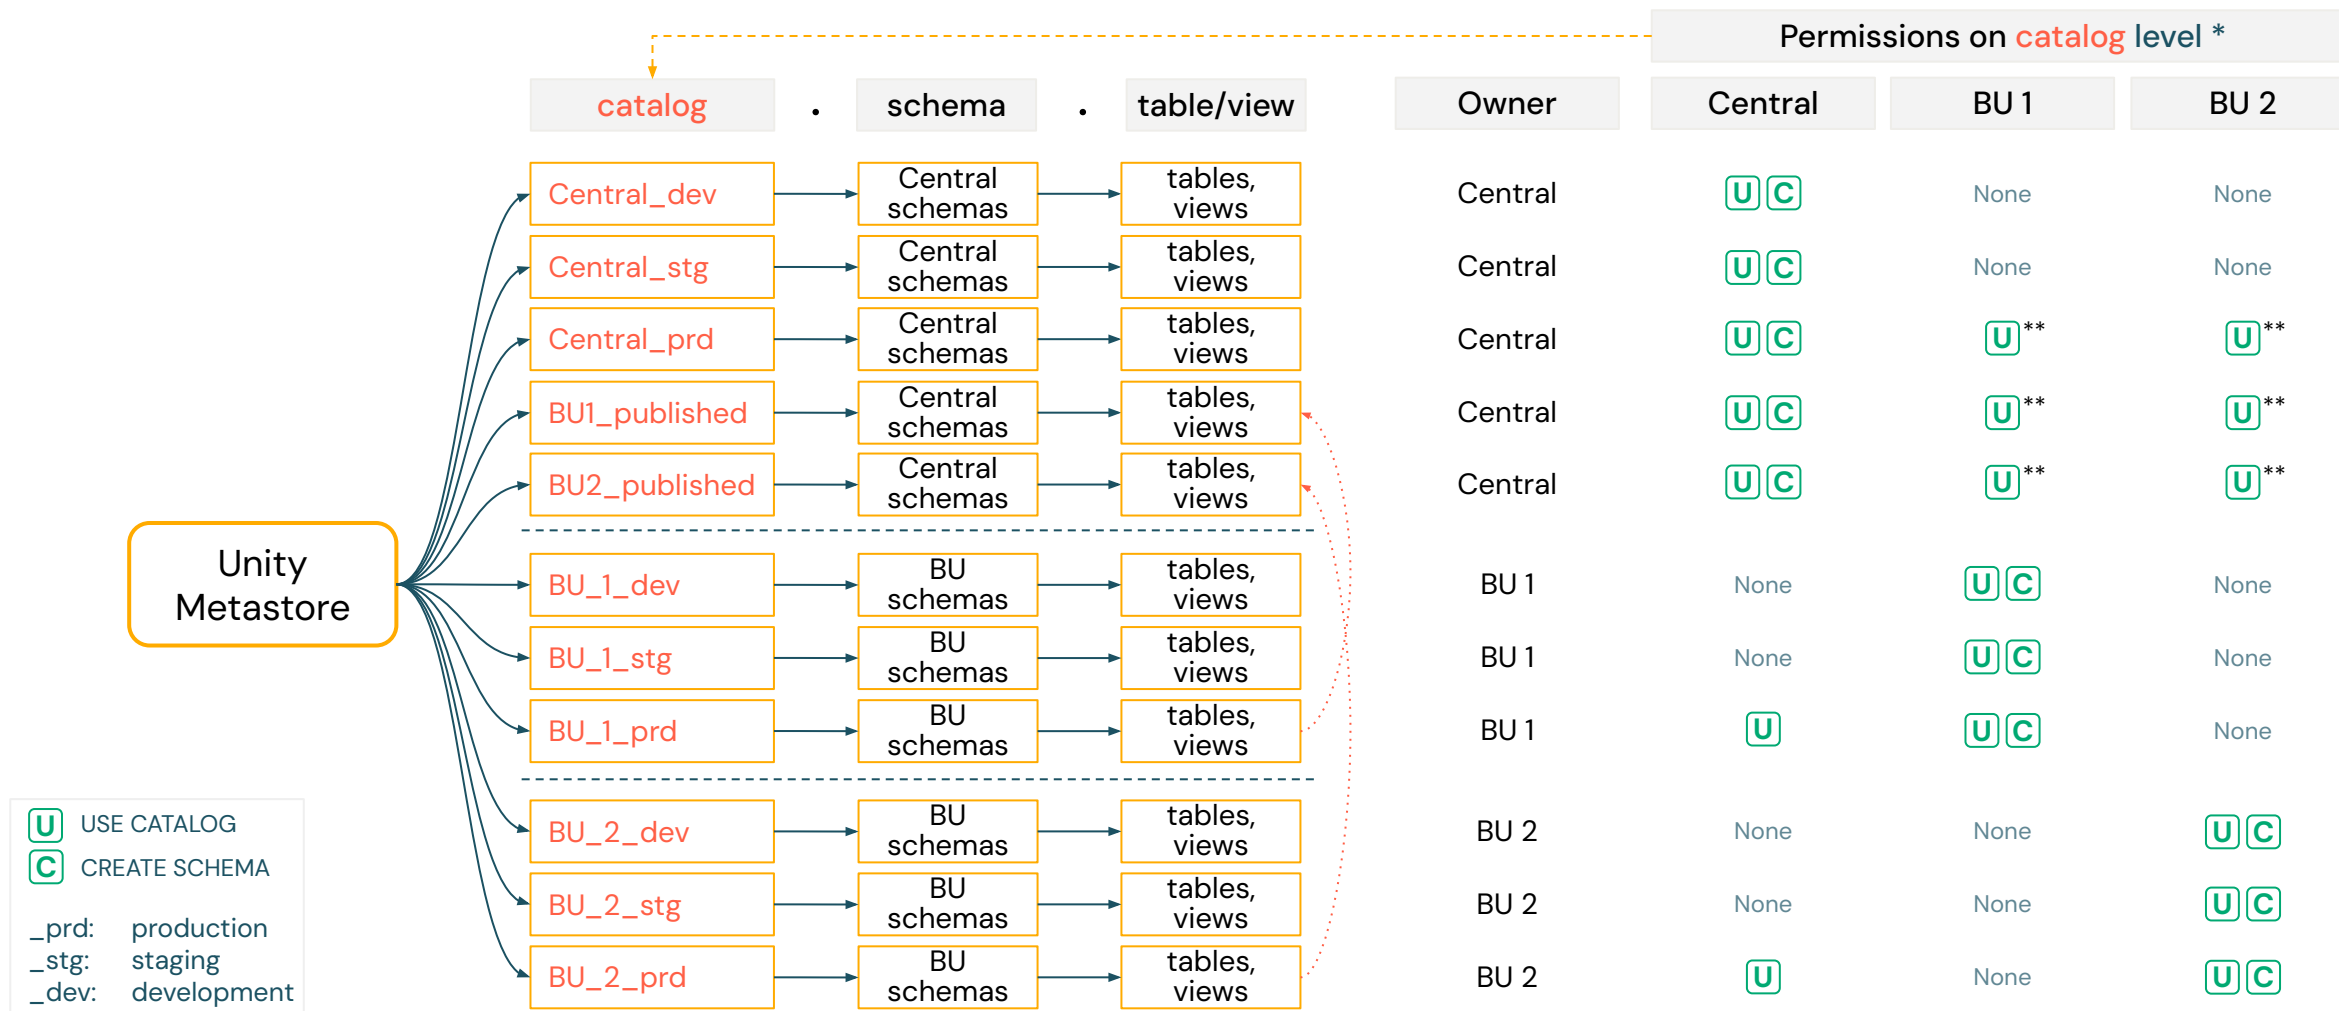 Permissions on catalog level *
catalog . schema . table/view Owner Central BU 1 BU 2
Central_dev Central schemas tables, views Central U C None None
Central_stg Central schemas tables, views Central U C None None
Central_prd Central schemas tables, views Central U C U** U**
BU1_published Central schemas tables, views Central U C U** U**
BU2_published Central schemas tables, views Central U C U** U**
Unity
Metastore
BU_1_dev BU schemas tables, views BU 1 None U C None
BU_1_stg BU schemas tables, views BU 1 None U C None
BU_1_prd BU schemas tables, views BU 1 U U C None
BU_2_dev BU schemas tables, views BU 2 None None U C
BU_2_stg BU schemas tables, views BU 2 None None U C
BU_2_prd BU schemas tables, views BU 2 U None U C
U USE CATALOG
C CREATE SCHEMA
_prd: production
_stg: staging
_dev: development